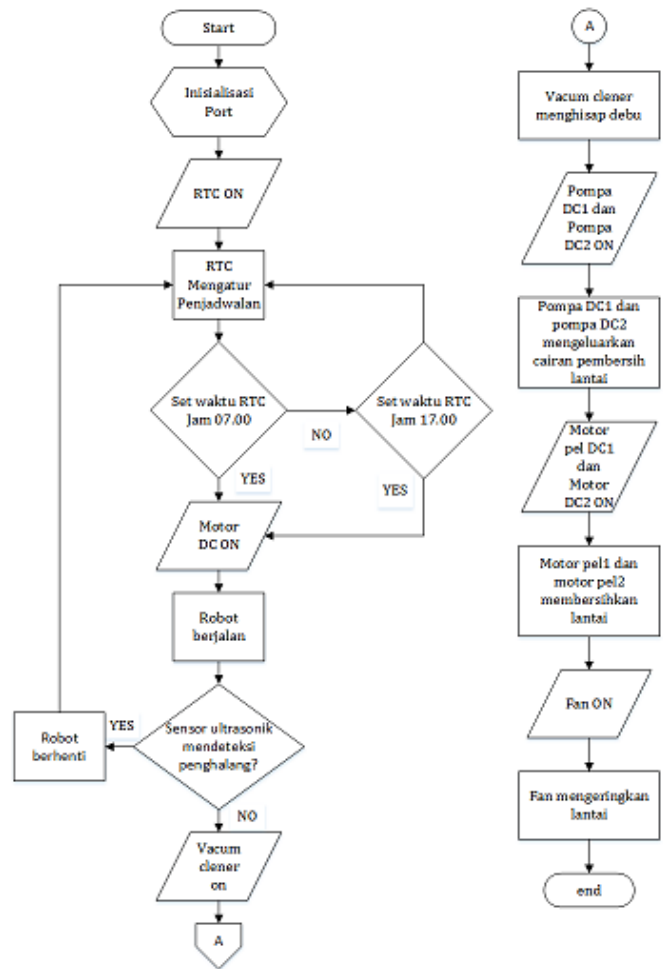 Start
Inisialisasi
Port
RTC ON
RTC
Mengatur
Penjadwalan
Set waktu RTC
Jam 07.00
NO
Set waktu RTC
Jam 17.00
YES
YES
Motor
DC ON
Robot
berjalan
Sensor ultrasonik
mendeteksi
penghalang?
YES
Robot
berhenti
NO
Vacum
clener
on
A
A
Vacum clener
menghisap debu
Pompa
DC1 dan
Pompa
DC2 ON
Pompa DC1 dan
pompa DC2
mengeluarkan
cairan pembersih
lantai
Motor
pel DC1
dan
Motor
DC2 ON
Motor pel1 dan
motor pel2
membersihkan
lantai
Fan ON
Fan mengeringkan
lantai
end